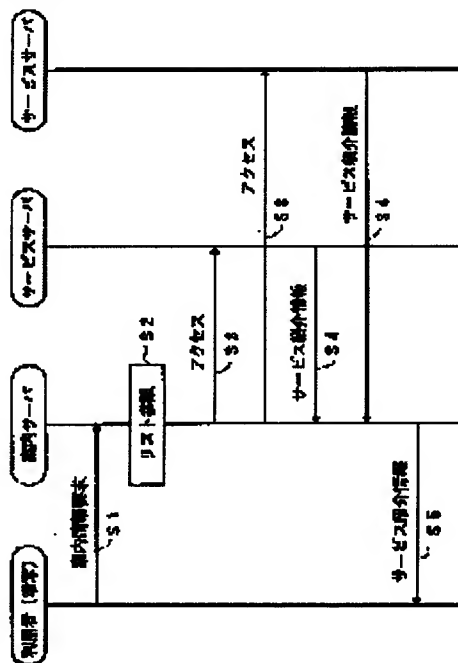 利用者(端末)
案内サーバ
サービスサーバ
サービスサーバ
案内情報要求
S1
リスト参照
S2
アクセス
S3
アクセス
S3
サービス紹介情報
S4
サービス紹介情報
S4
サービス紹介情報
S5